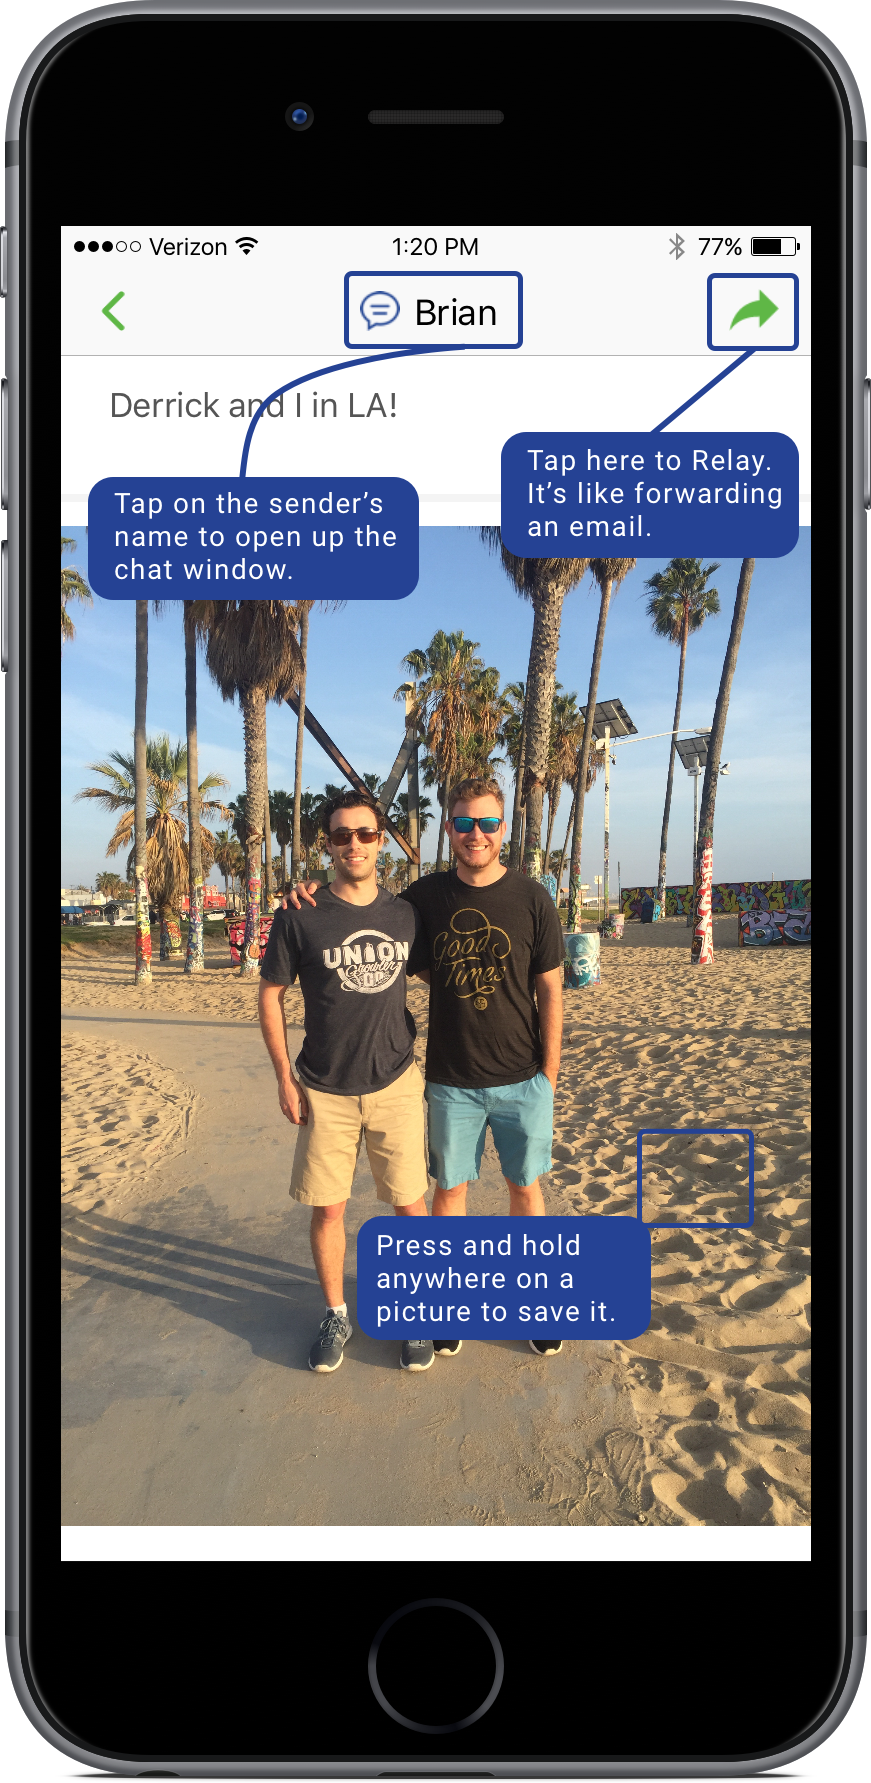 Verizon 1:20 PM 77%
Brian
Derrick and I in LA!
Tap here to Relay.
It's like forwarding
an email.
Tap on the sender's
name to open up the
chat window.
UNION
Growler
CO
Good
Times
Press and hold
anywhere on a
picture to save it.